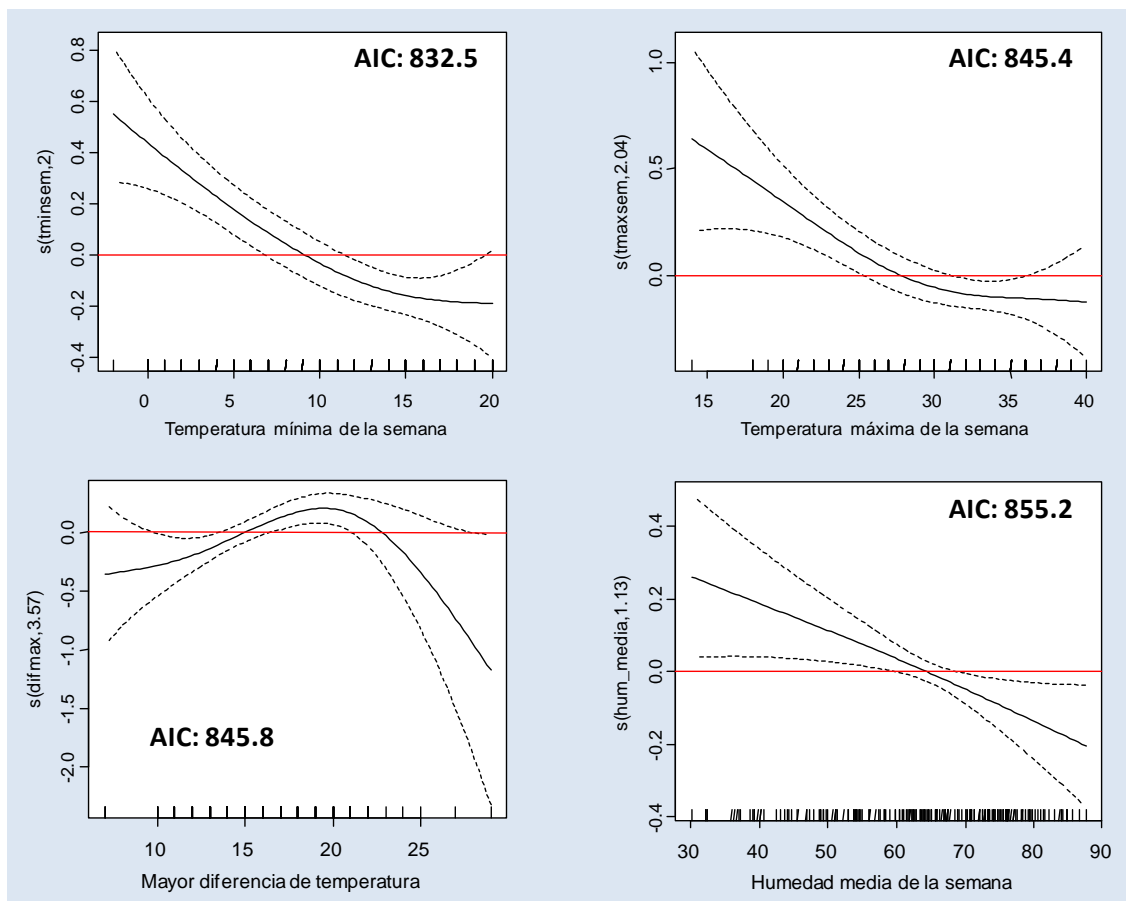 AIC: 832.5
s(tminsem,2)
0.8
0.6
0.4
0.2
0.0
-0.2
-0.4
0 5 10 15 20
Temperatura mínima de la semana
AIC: 845.4
s(tmaxsem,2.04)
1.0
0.5
0.0
15 20 25 30 35 40
Temperatura máxima de la semana
AIC: 845.8
s(difmax,3.57)
0.0
-0.5
-1.0
-1.5
-2.0
10 15 20 25
Mayor diferencia de temperatura
AIC: 855.2
s(hum_media,1.13)
0.4
0.2
0.0
-0.2
-0.4
30 40 50 60 70 80 90
Humedad media de la semana